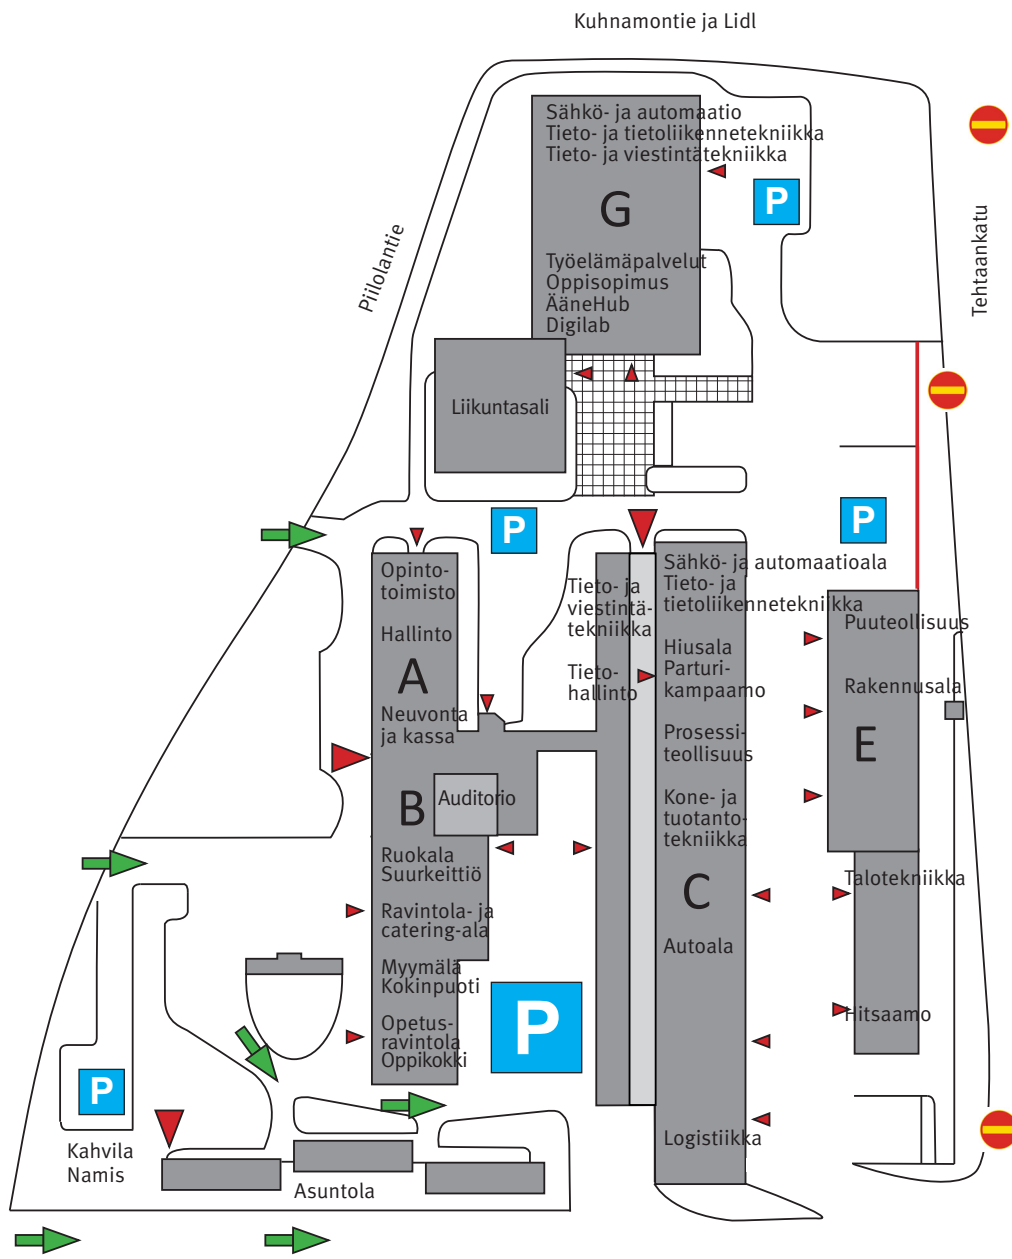 Kuhnamontie ja Lidl
Sähkö- ja automaatio
Tieto- ja tietoliikennetekniikka
Tieto- ja viestintätekniikka
G
P
Työelämäpalvelut
Oppisopimus
ÄäneHub
Digilab
Piilolantie
Tehtaankatu
Liikuntasali
P
P
Opinto-
toimisto
Hallinto
A
Neuvonta
ja kassa
B
Auditorio
Ruokala
Suurkeittiö
Ravintola- ja
catering-ala
Myymälä
Kokinpuoti
Opetus-
ravintola
Oppikokki
Tieto- ja
viestintä-
tekniikka
Tieto-
hallinto
Sähkö- ja automaatioala
Tieto- ja
tietoliikennetekniikka
Hiusala
Parturi-
kampaamo
Prosessi-
teollisuus
Kone- ja
tuotanto-
tekniikka
C
Autoala
Logistiikka
Puuteollisuus
Rakennusala
E
Talotekniikka
Hitsaamo
P
P
Kahvila
Namis
Asuntola